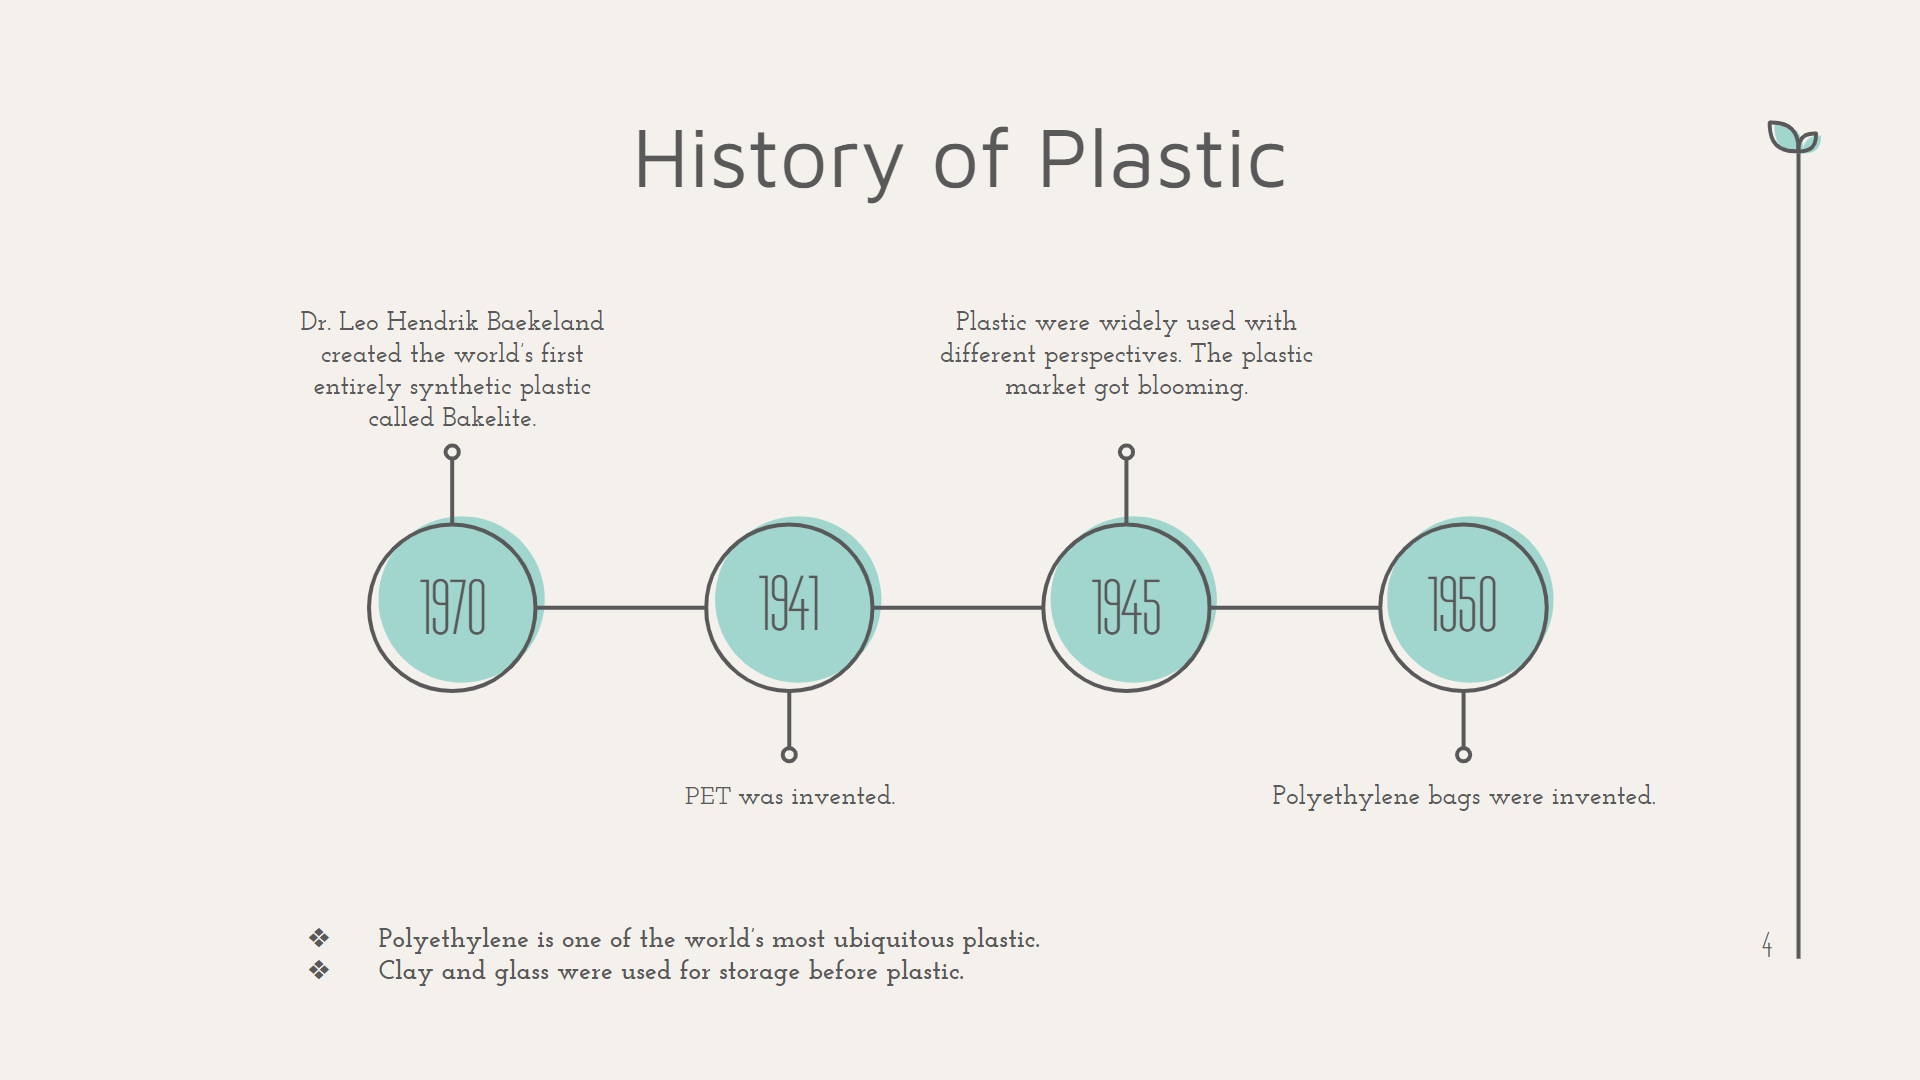 History of Plastic
Dr. Leo Hendrik Baekeland
created the world's first
entirely synthetic plastic
called Bakelite.
Plastic were widely used with
different perspectives. The plastic
market got blooming.
1970
1941
1945
1950
PET was invented.
Polyethylene bags were invented.
❖ Polyethylene is one of the world's most ubiquitous plastic.
❖ Clay and glass were used for storage before plastic.
4